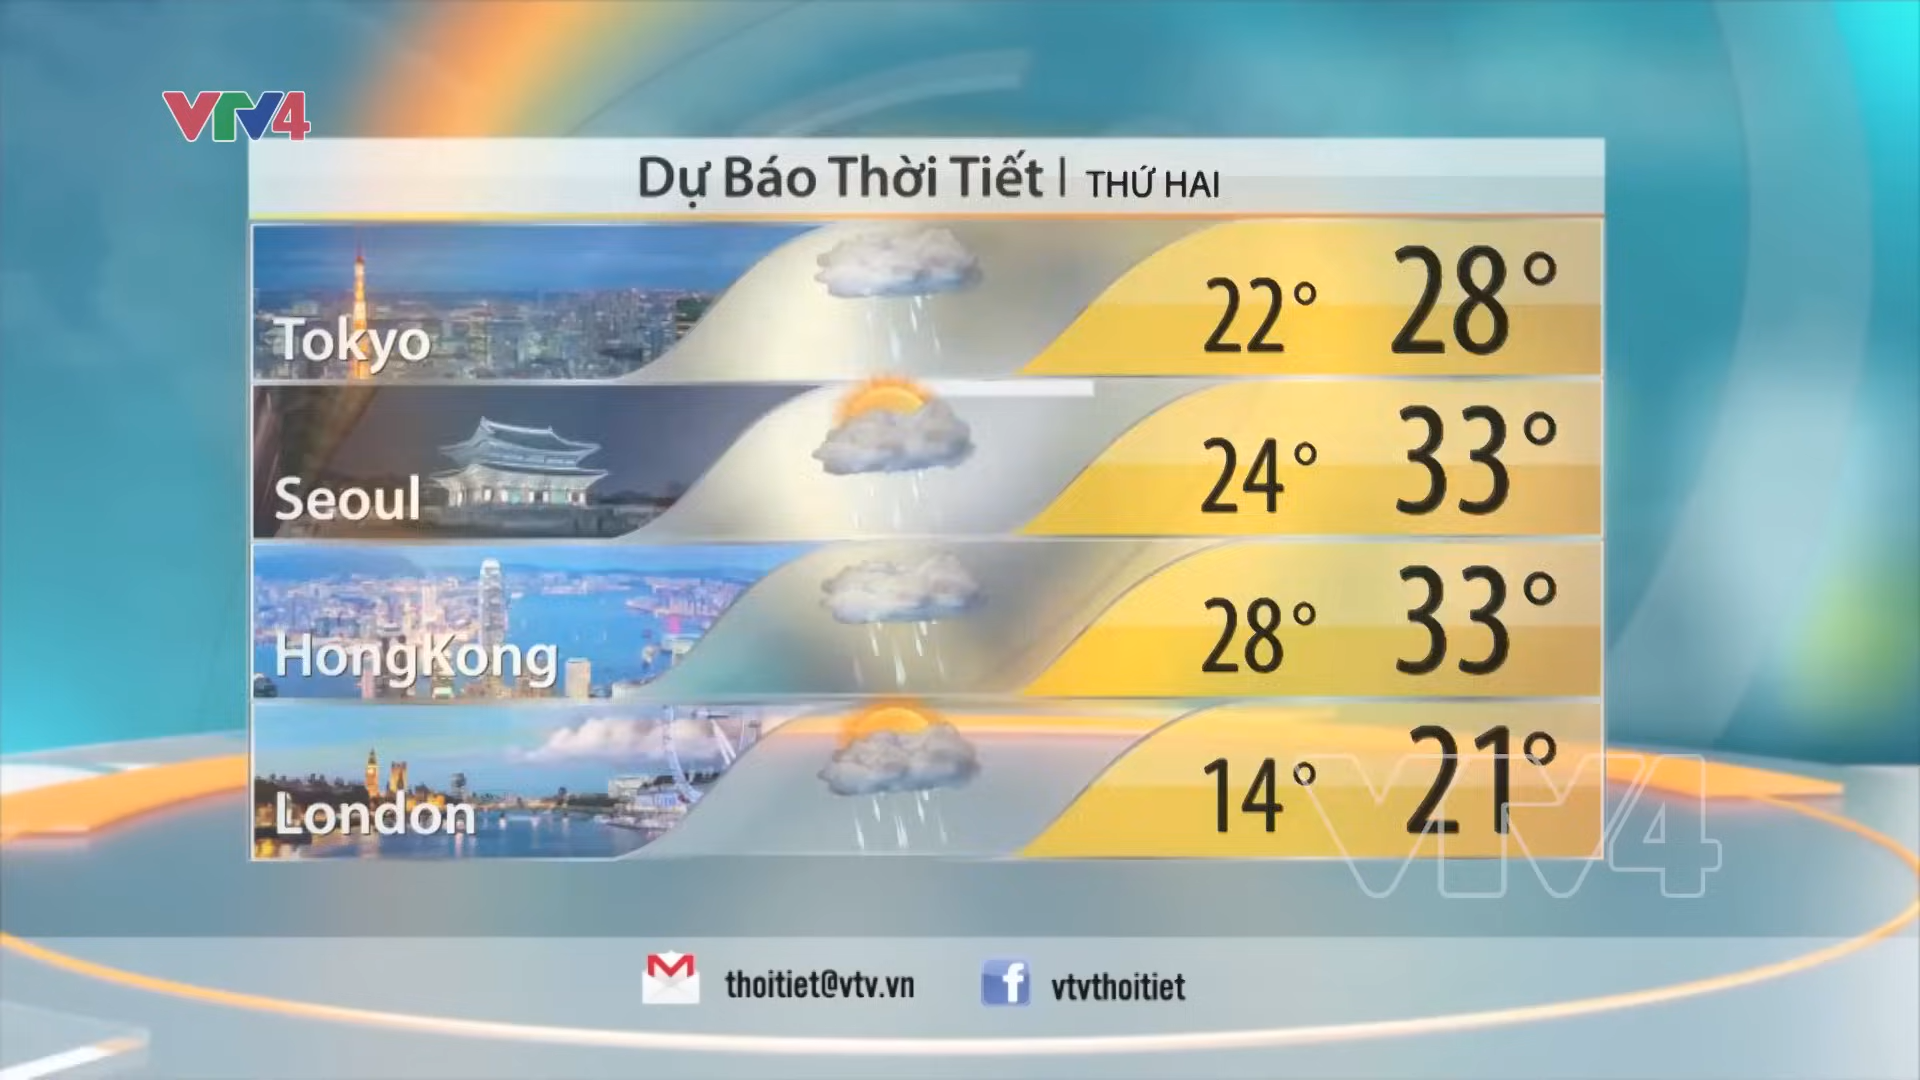 VTV4
Dự Báo Thời Tiết | THỨ HAI
Tokyo 22° 28°
Seoul 24° 33°
HongKong 28° 33°
London 14° 21°
VTV4
thoitiet@vtv.vn vtvthoitiet